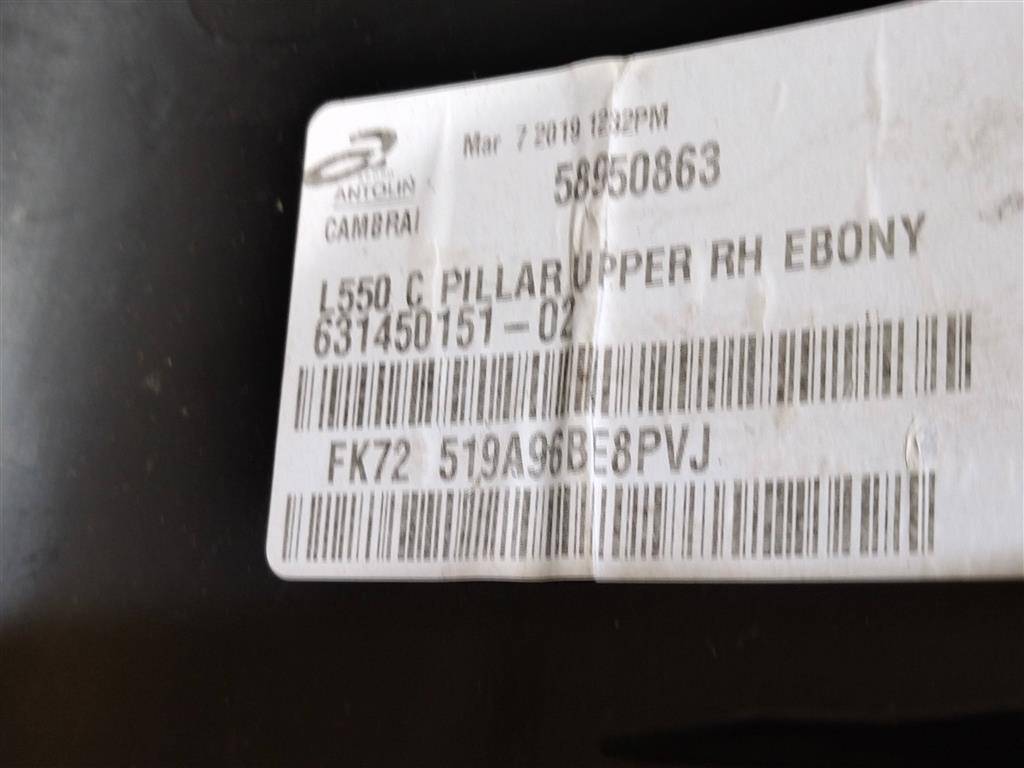 Mar 7 2019 1232PM
58950863
ANTOLIN
CAMBRAI
L550 C PILLAR UPPER RH EBONY
631450151-02
FK72 519A96BE8PVJ